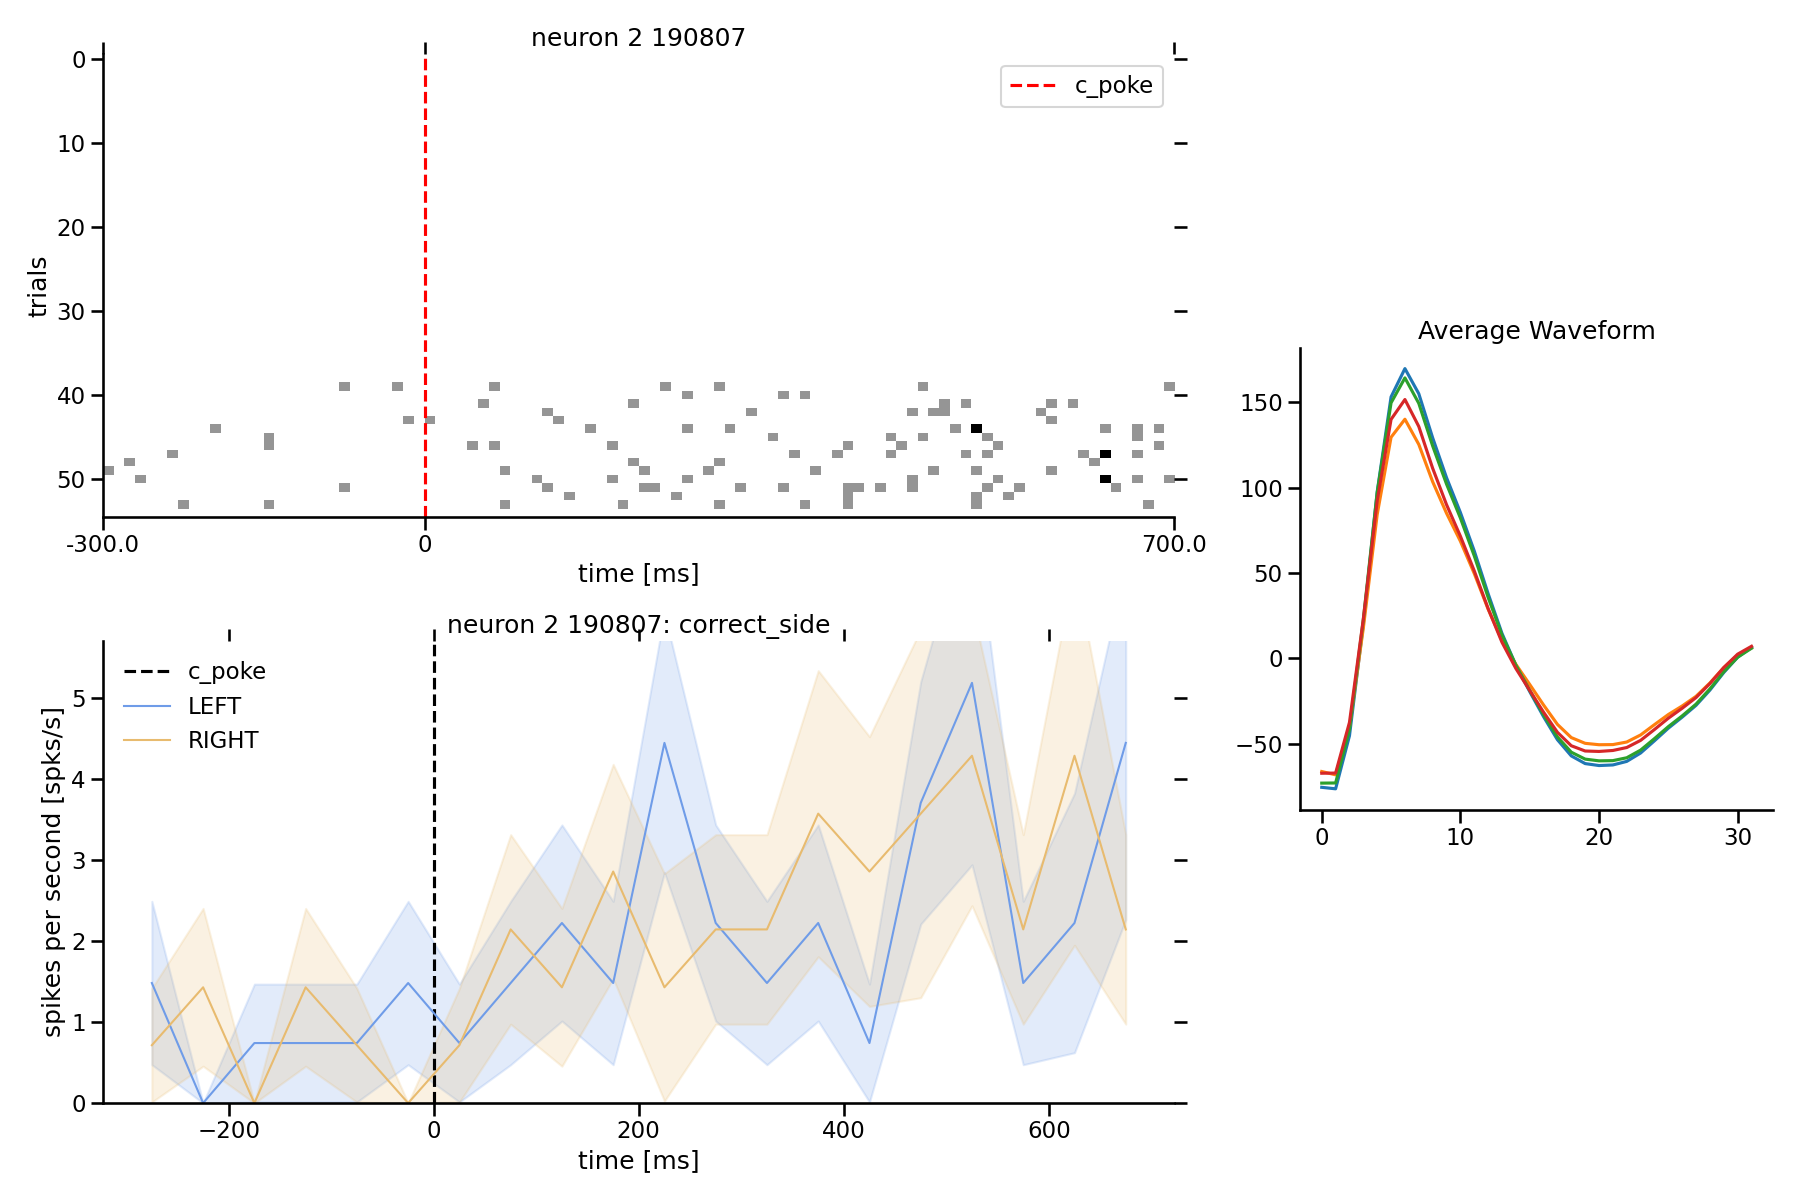 neuron 2 190807
c_poke
trials
0
10
20
30
40
50
-300.0 0 700.0
time [ms]
neuron 2 190807: correct_side
c_poke
LEFT
RIGHT
spikes per second [spks/s]
5
4
3
2
1
0
−200 0 200 400 600
time [ms]
Average Waveform
150
100
50
0
−50
0 10 20 30